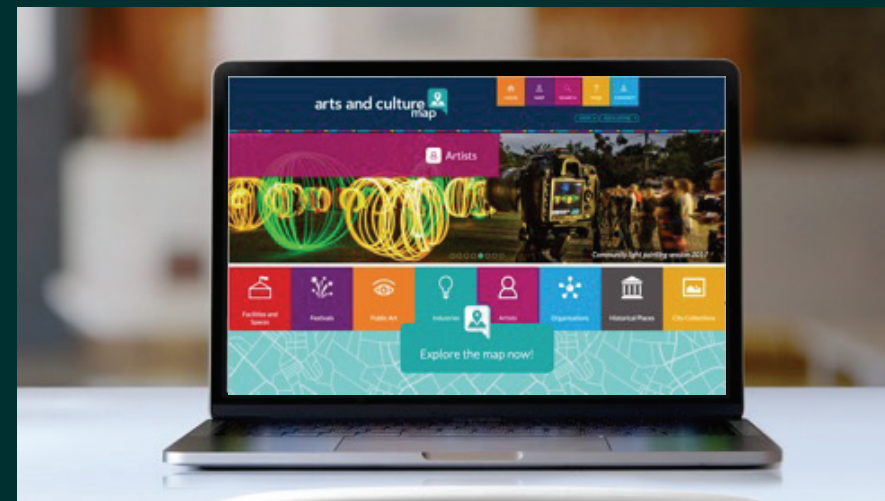 arts and culture
map
Artists
Community light painting session 2017
Facilities and
Spaces
Festivals
Public Art
Industries
Artists
Organisations
Historical Places
City Collections
Explore the map now!